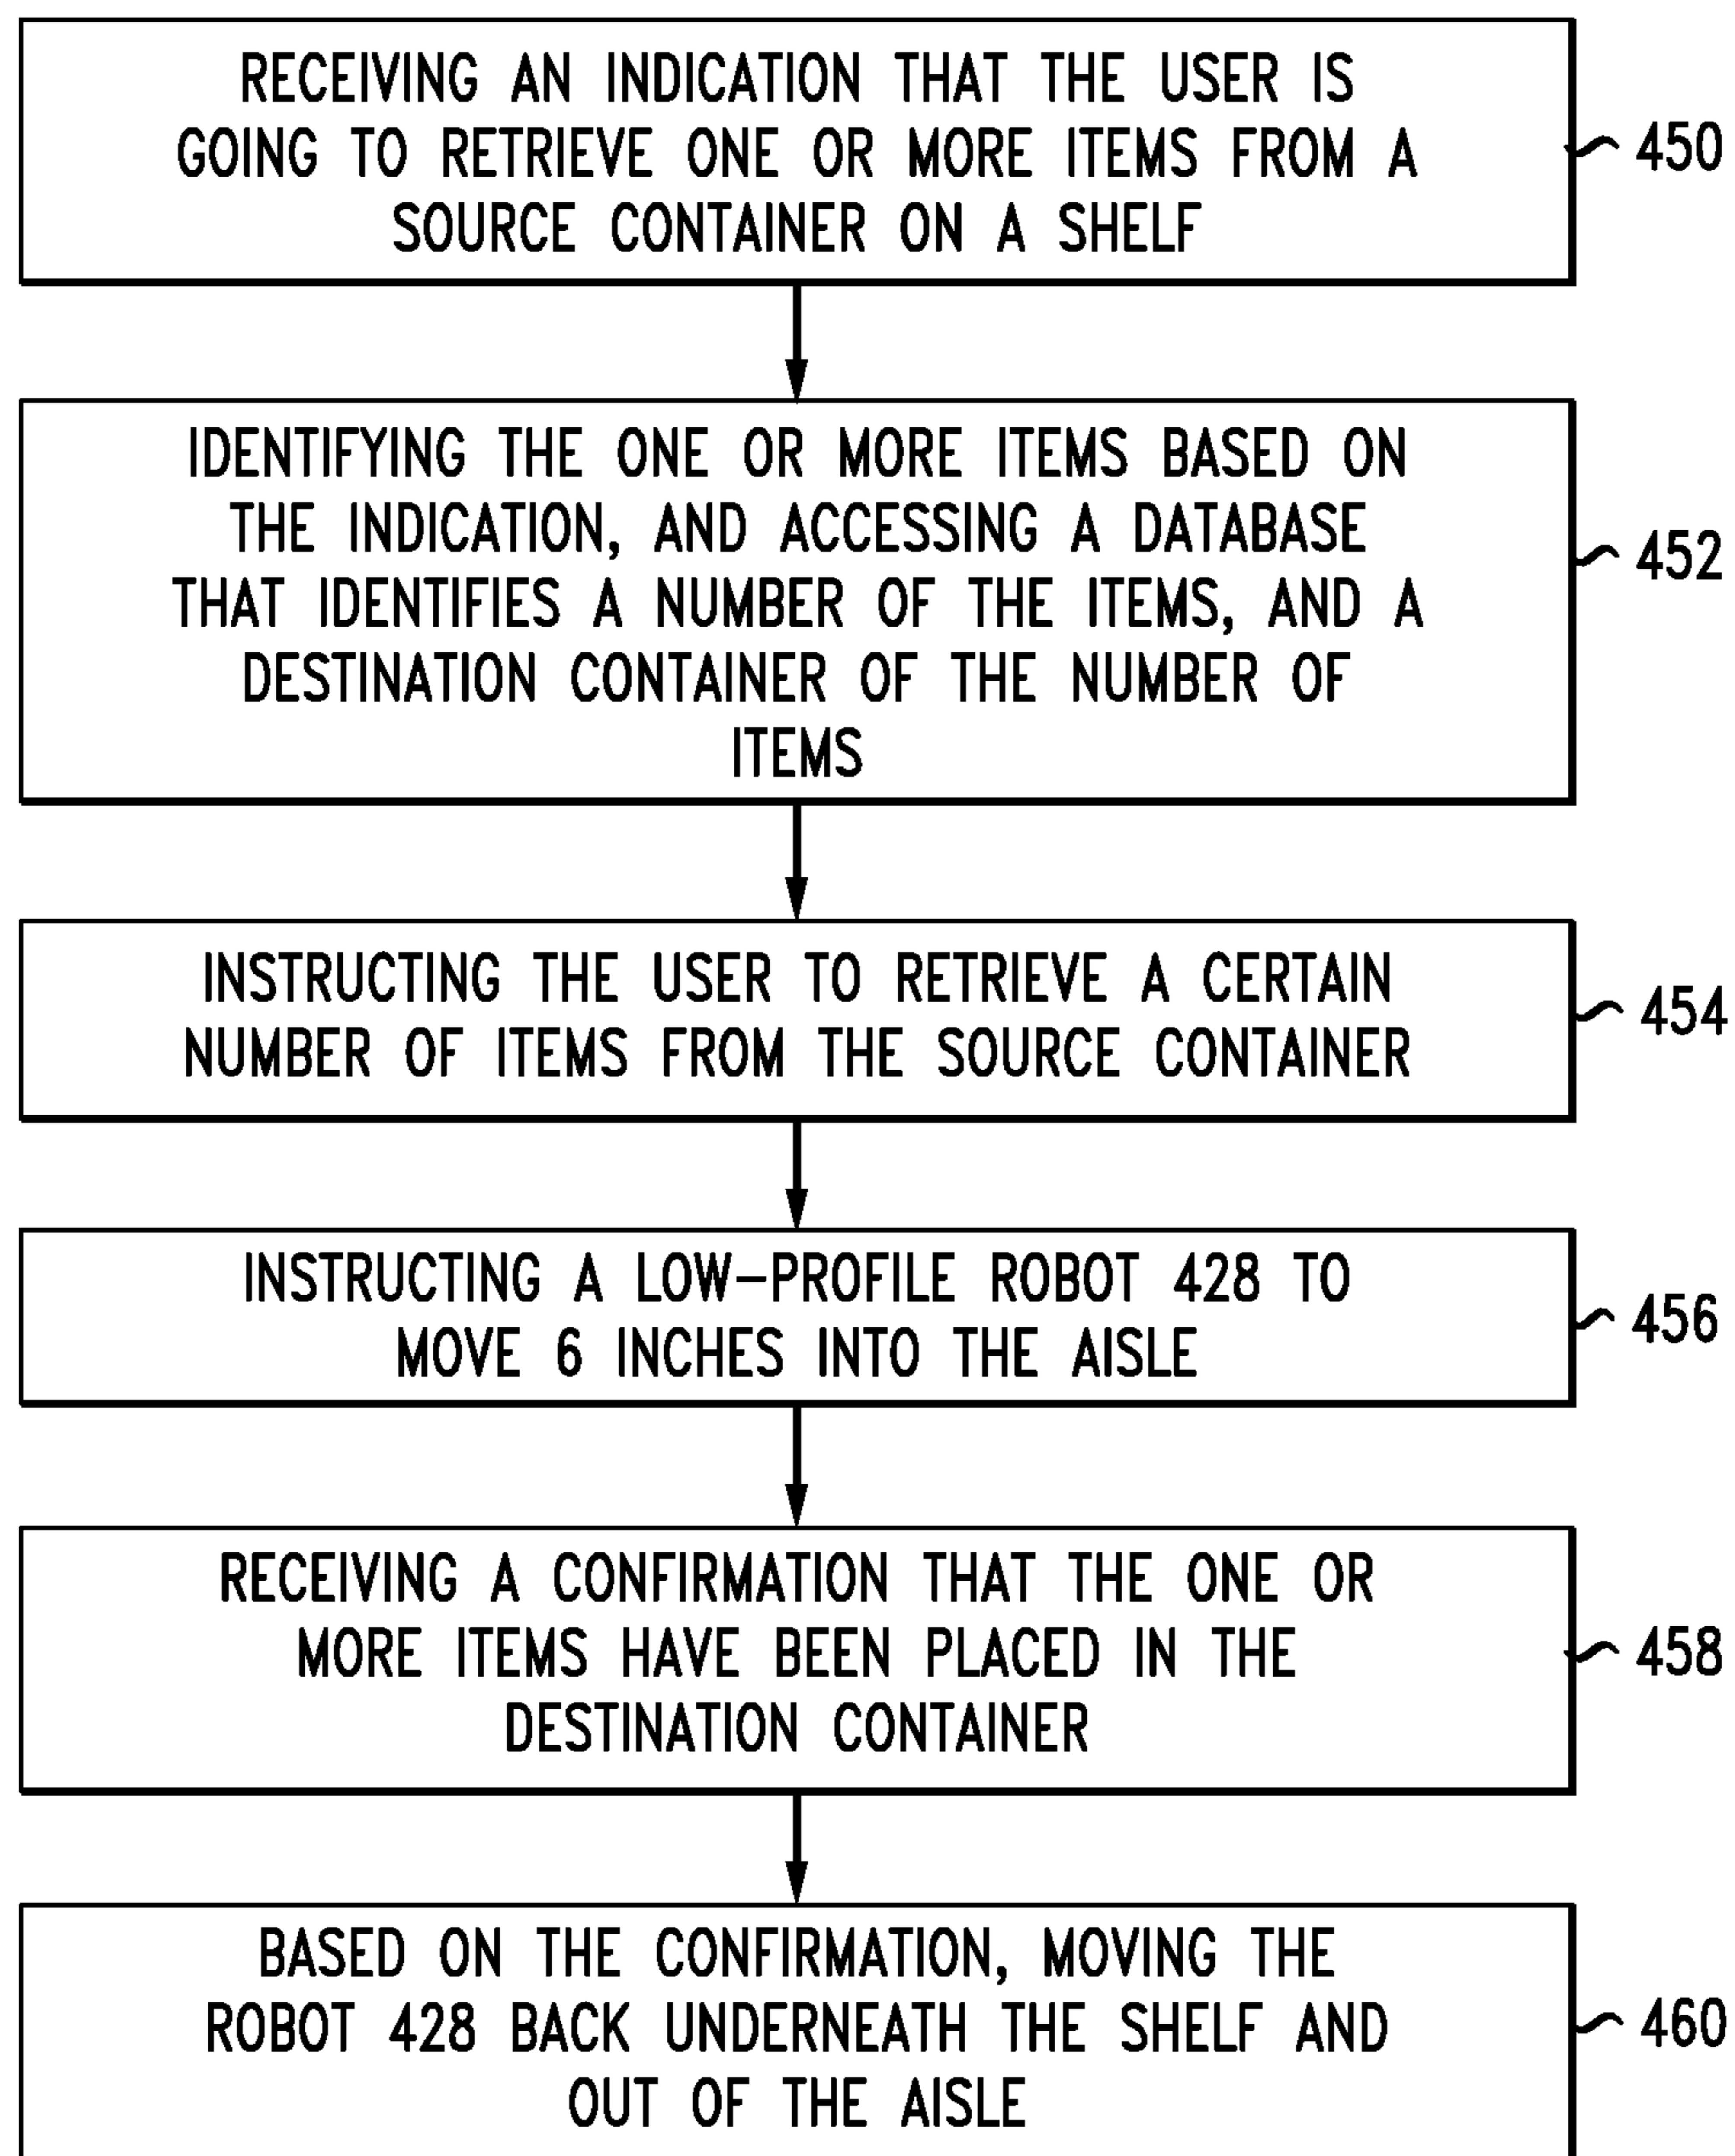 RECEIVING AN INDICATION THAT THE USER IS
GOING TO RETRIEVE ONE OR MORE ITEMS FROM A
SOURCE CONTAINER ON A SHELF
450
IDENTIFYING THE ONE OR MORE ITEMS BASED ON
THE INDICATION, AND ACCESSING A DATABASE
THAT IDENTIFIES A NUMBER OF THE ITEMS, AND A
DESTINATION CONTAINER OF THE NUMBER OF
ITEMS
452
INSTRUCTING THE USER TO RETRIEVE A CERTAIN
NUMBER OF ITEMS FROM THE SOURCE CONTAINER
454
INSTRUCTING A LOW-PROFILE ROBOT 428 TO
MOVE 6 INCHES INTO THE AISLE
456
RECEIVING A CONFIRMATION THAT THE ONE OR
MORE ITEMS HAVE BEEN PLACED IN THE
DESTINATION CONTAINER
458
BASED ON THE CONFIRMATION, MOVING THE
ROBOT 428 BACK UNDERNEATH THE SHELF AND
OUT OF THE AISLE
460